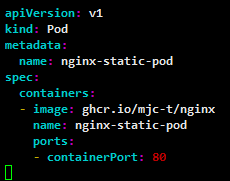 apiVersion: v1
kind: Pod
metadata:
  name: nginx-static-pod
spec:
  containers:
  - image: ghcr.io/mjc-t/nginx
    name: nginx-static-pod
    ports:
    - containerPort: 80